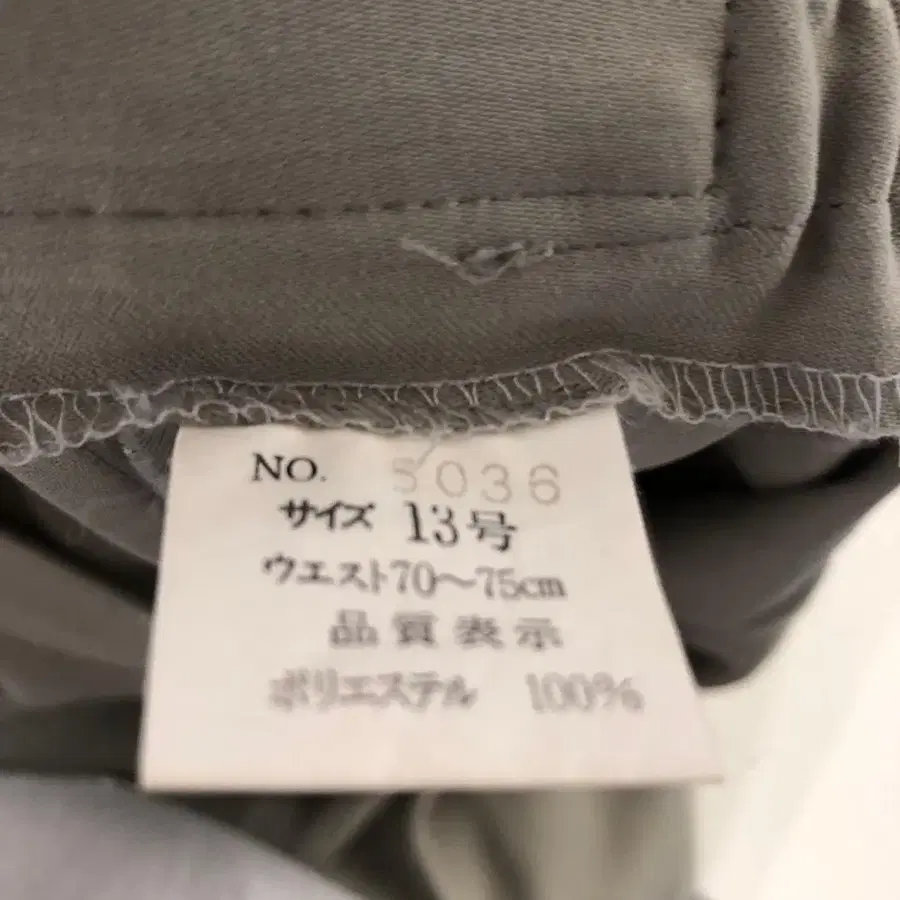 NO. 5036
サイズ 13号
ウエスト70〜75cm
品質表示
ポリエステル 100%